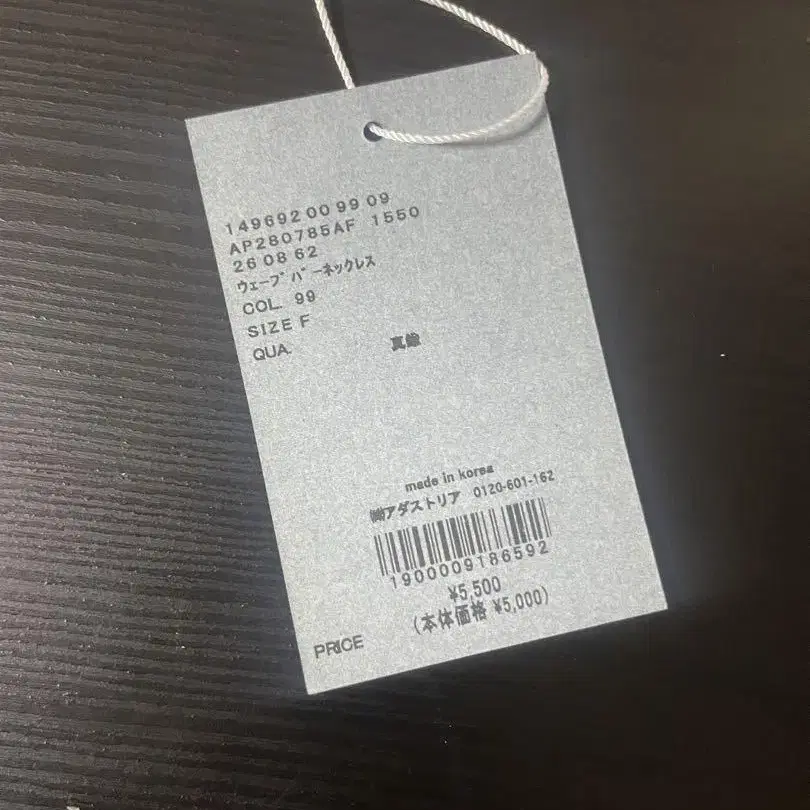 149692 00 99 09
AP280785AF 1550
26 08 62
ウェーブバーネックレス
COL. 99
SIZE F
QUA. 真鍮
made in korea
㈱アダストリア 0120-601-162
1900009186592
¥5,500
(本体価格 ¥5,000)
PRICE